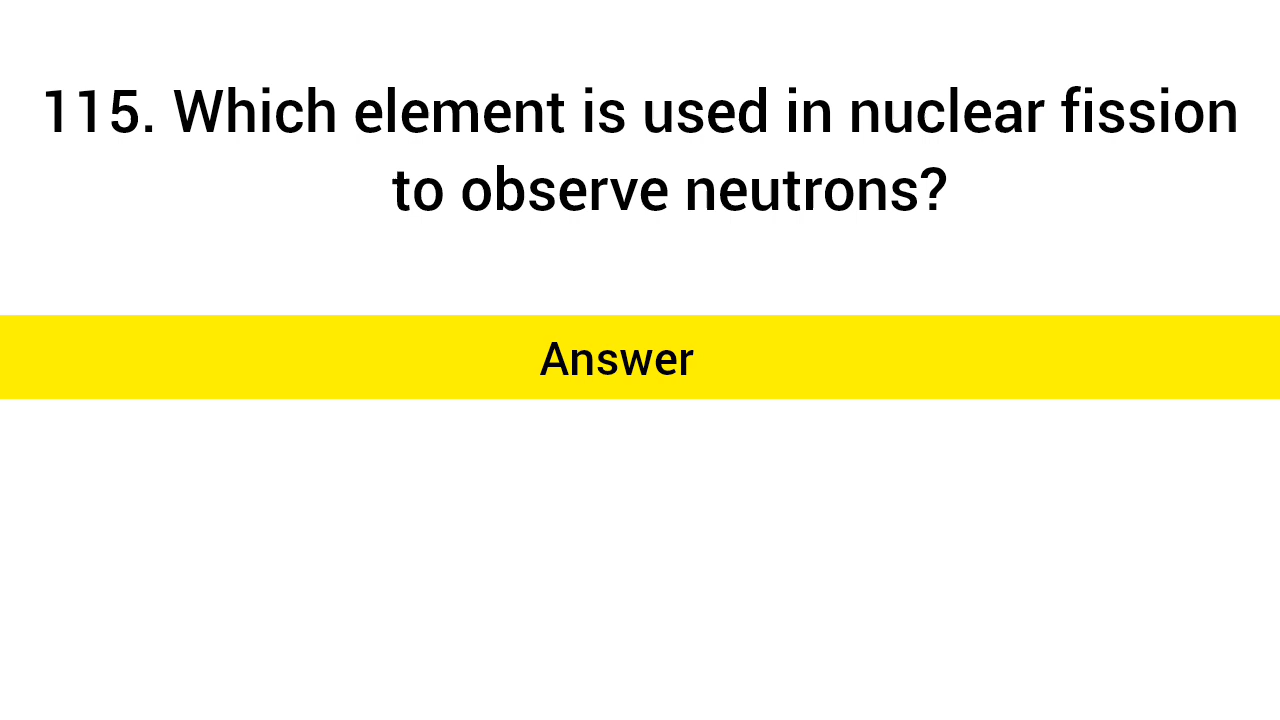 115. Which element is used in nuclear fission
to observe neutrons?
Answer